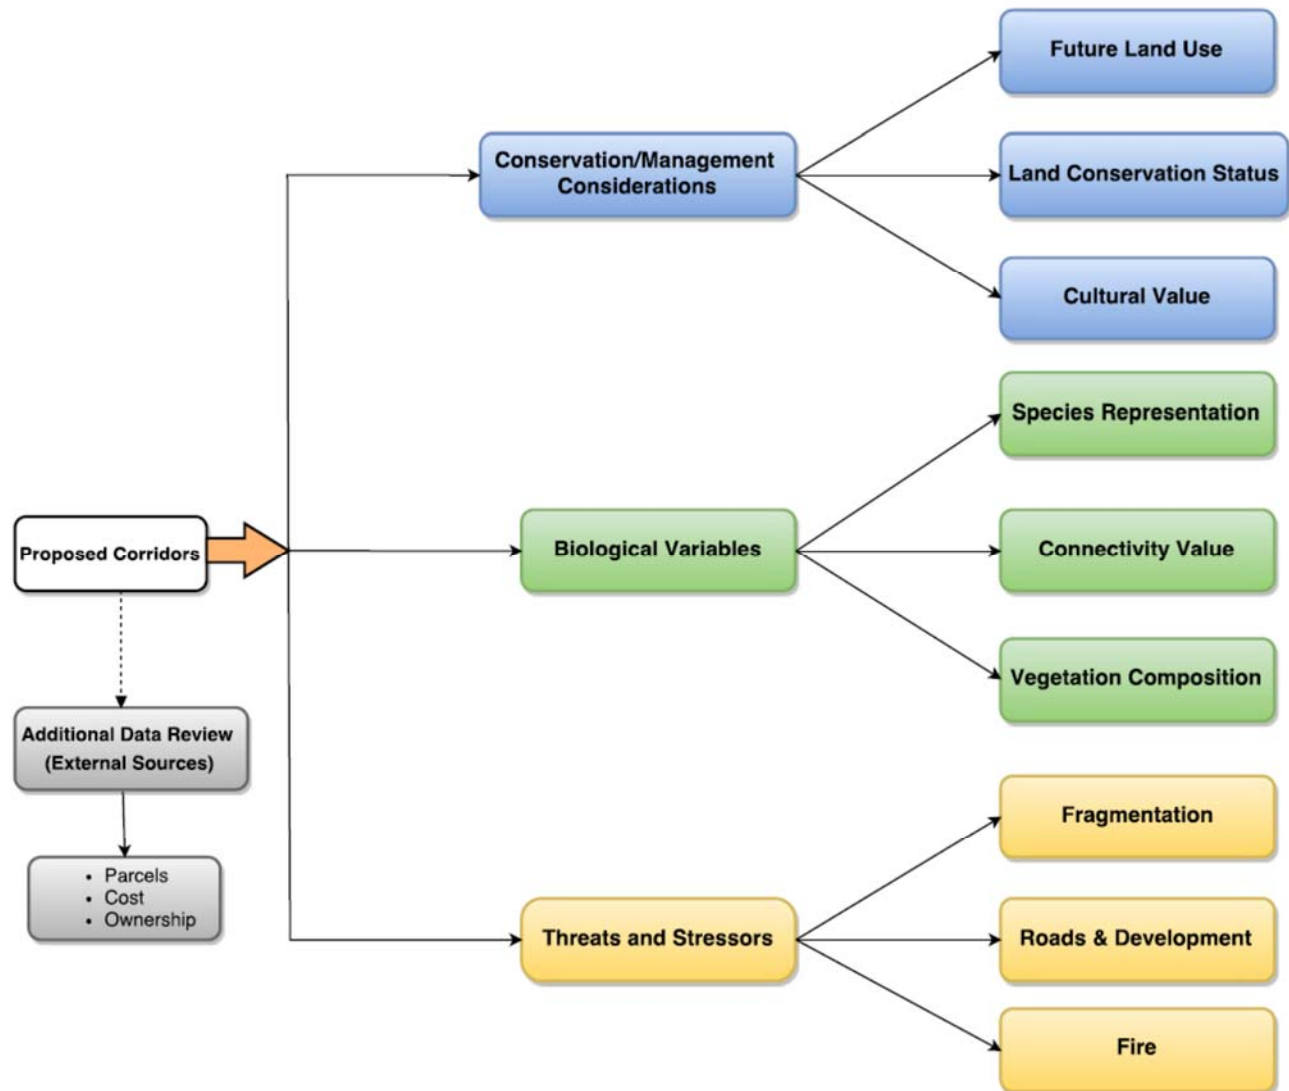 Future Land Use
Conservation/Management
Considerations
Land Conservation Status
Cultural Value
Species Representation
Proposed Corridors
Biological Variables
Connectivity Value
Vegetation Composition
Additional Data Review
(External Sources)
Fragmentation
• Parcels
• Cost
• Ownership
Threats and Stressors
Roads & Development
Fire